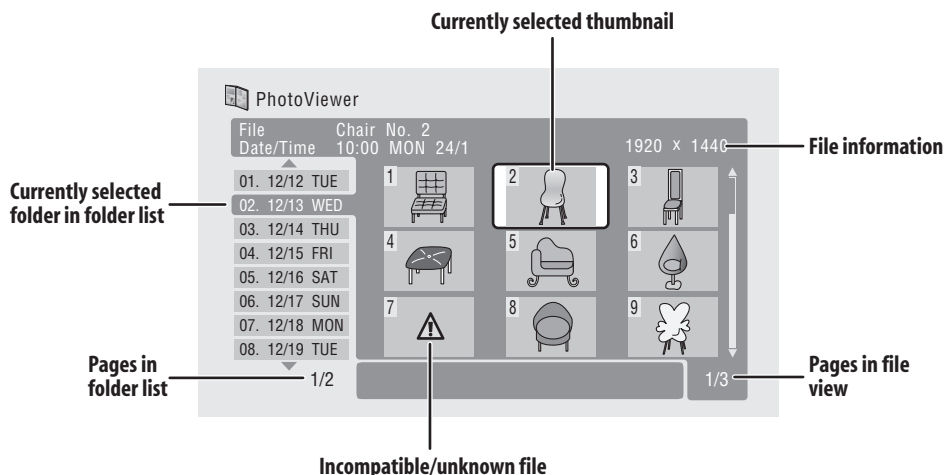 Currently selected thumbnail
PhotoViewer
File Chair No. 2
Date/Time 10:00 MON 24/1
1920 × 1440
File information
Currently selected
folder in folder list
01. 12/12 TUE
02. 12/13 WED
03. 12/14 THU
04. 12/15 FRI
05. 12/16 SAT
06. 12/17 SUN
07. 12/18 MON
08. 12/19 TUE
1
2
3
4
5
6
7
8
9
Pages in
folder list
1/2
1/3
Pages in file
view
Incompatible/unknown file